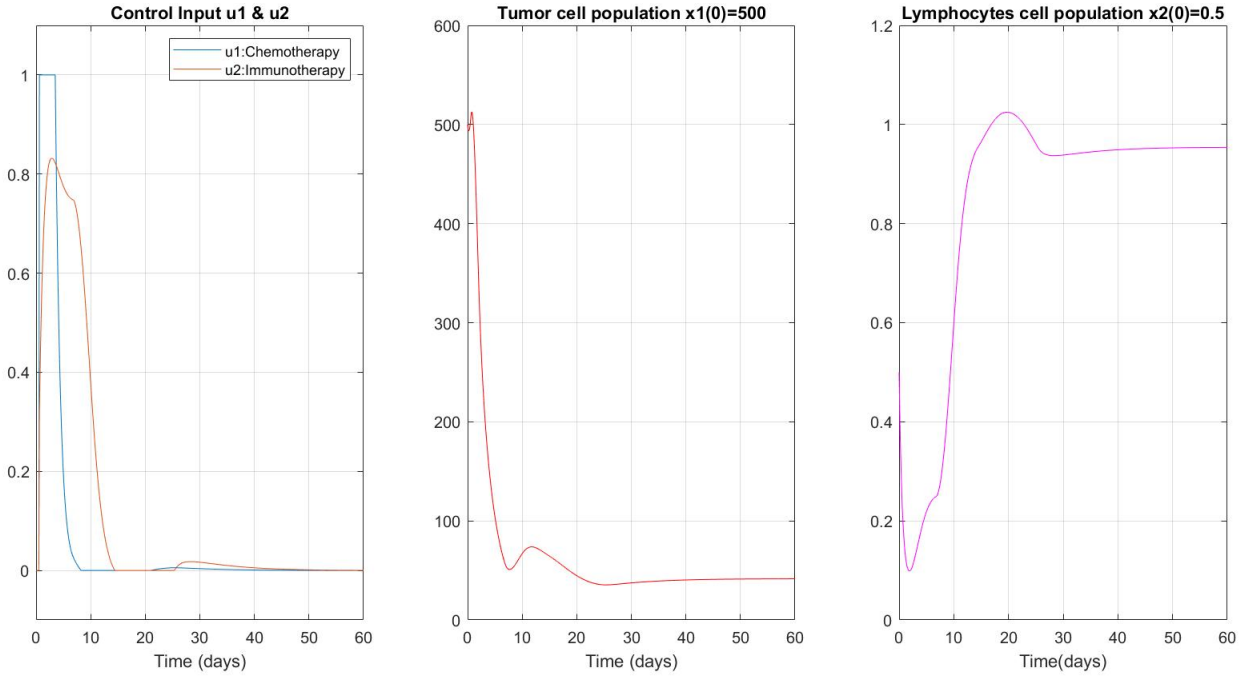 Control Input u1 & u2
u1:Chemotherapy
u2:Immunotherapy
1
0.8
0.6
0.4
0.2
0
0 10 20 30 40 50 60
Time (days)
Tumor cell population x1(0)=500
600
500
400
300
200
100
0
0 10 20 30 40 50 60
Time (days)
Lymphocytes cell population x2(0)=0.5
1.2
1
0.8
0.6
0.4
0.2
0
0 10 20 30 40 50 60
Time(days)